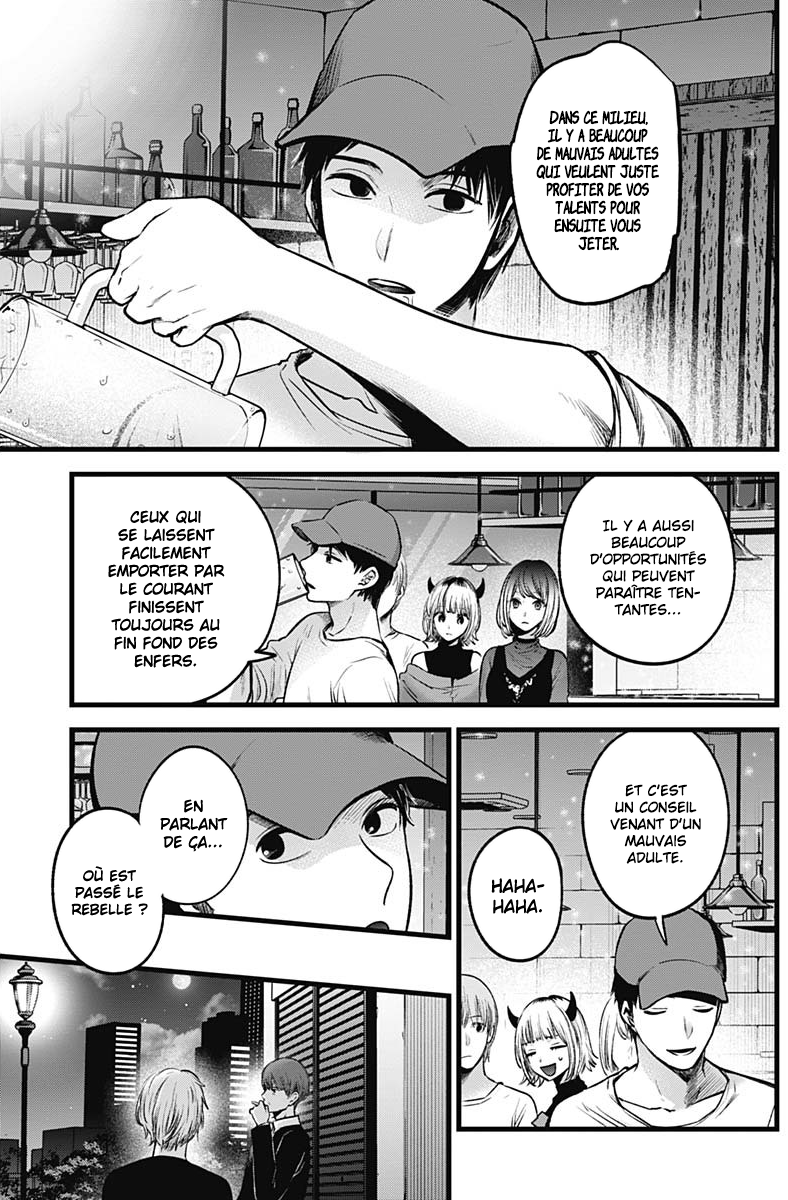 DANS CE MILIEU,
IL Y A BEAUCOUP
DE MAUVAIS ADULTES
QUI VEULENT JUSTE
PROFITER DE VOS
TALENTS POUR
ENSUITE VOUS
JETER.
IL Y A AUSSI
BEAUCOUP
D'OPPORTUNITÉS
QUI PEUVENT
PARAÎTRE TEN-
TANTES...
CEUX QUI
SE LAISSENT
FACILEMENT
EMPORTER PAR
LE COURANT
FINISSENT
TOUJOURS AU
FIN FOND DES
ENFERS.
ET C'EST
UN CONSEIL
VENANT D'UN
MAUVAIS
ADULTE.
HAHA-
HAHA.
EN
PARLANT
DE ÇA...
OÙ EST
PASSÉ LE
REBELLE ?